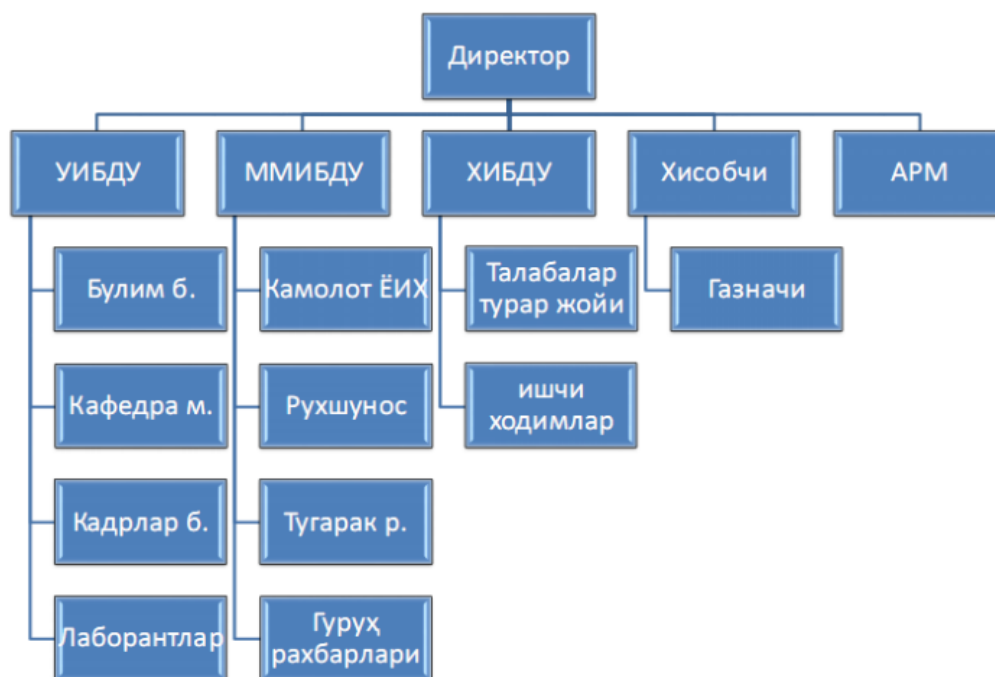 Директор
УИБДУ
ММИБДУ
ХИБДУ
Хисобчи
АРМ
Булим б.
Камолот ЁИХ
Талабалар
турар жойи
Газначи
Кафедра м.
Рухшунос
ишчи
ходимлар
Кадрлар б.
Тугарак р.
Лаборантлар
Гуруҳ
рахбарлари